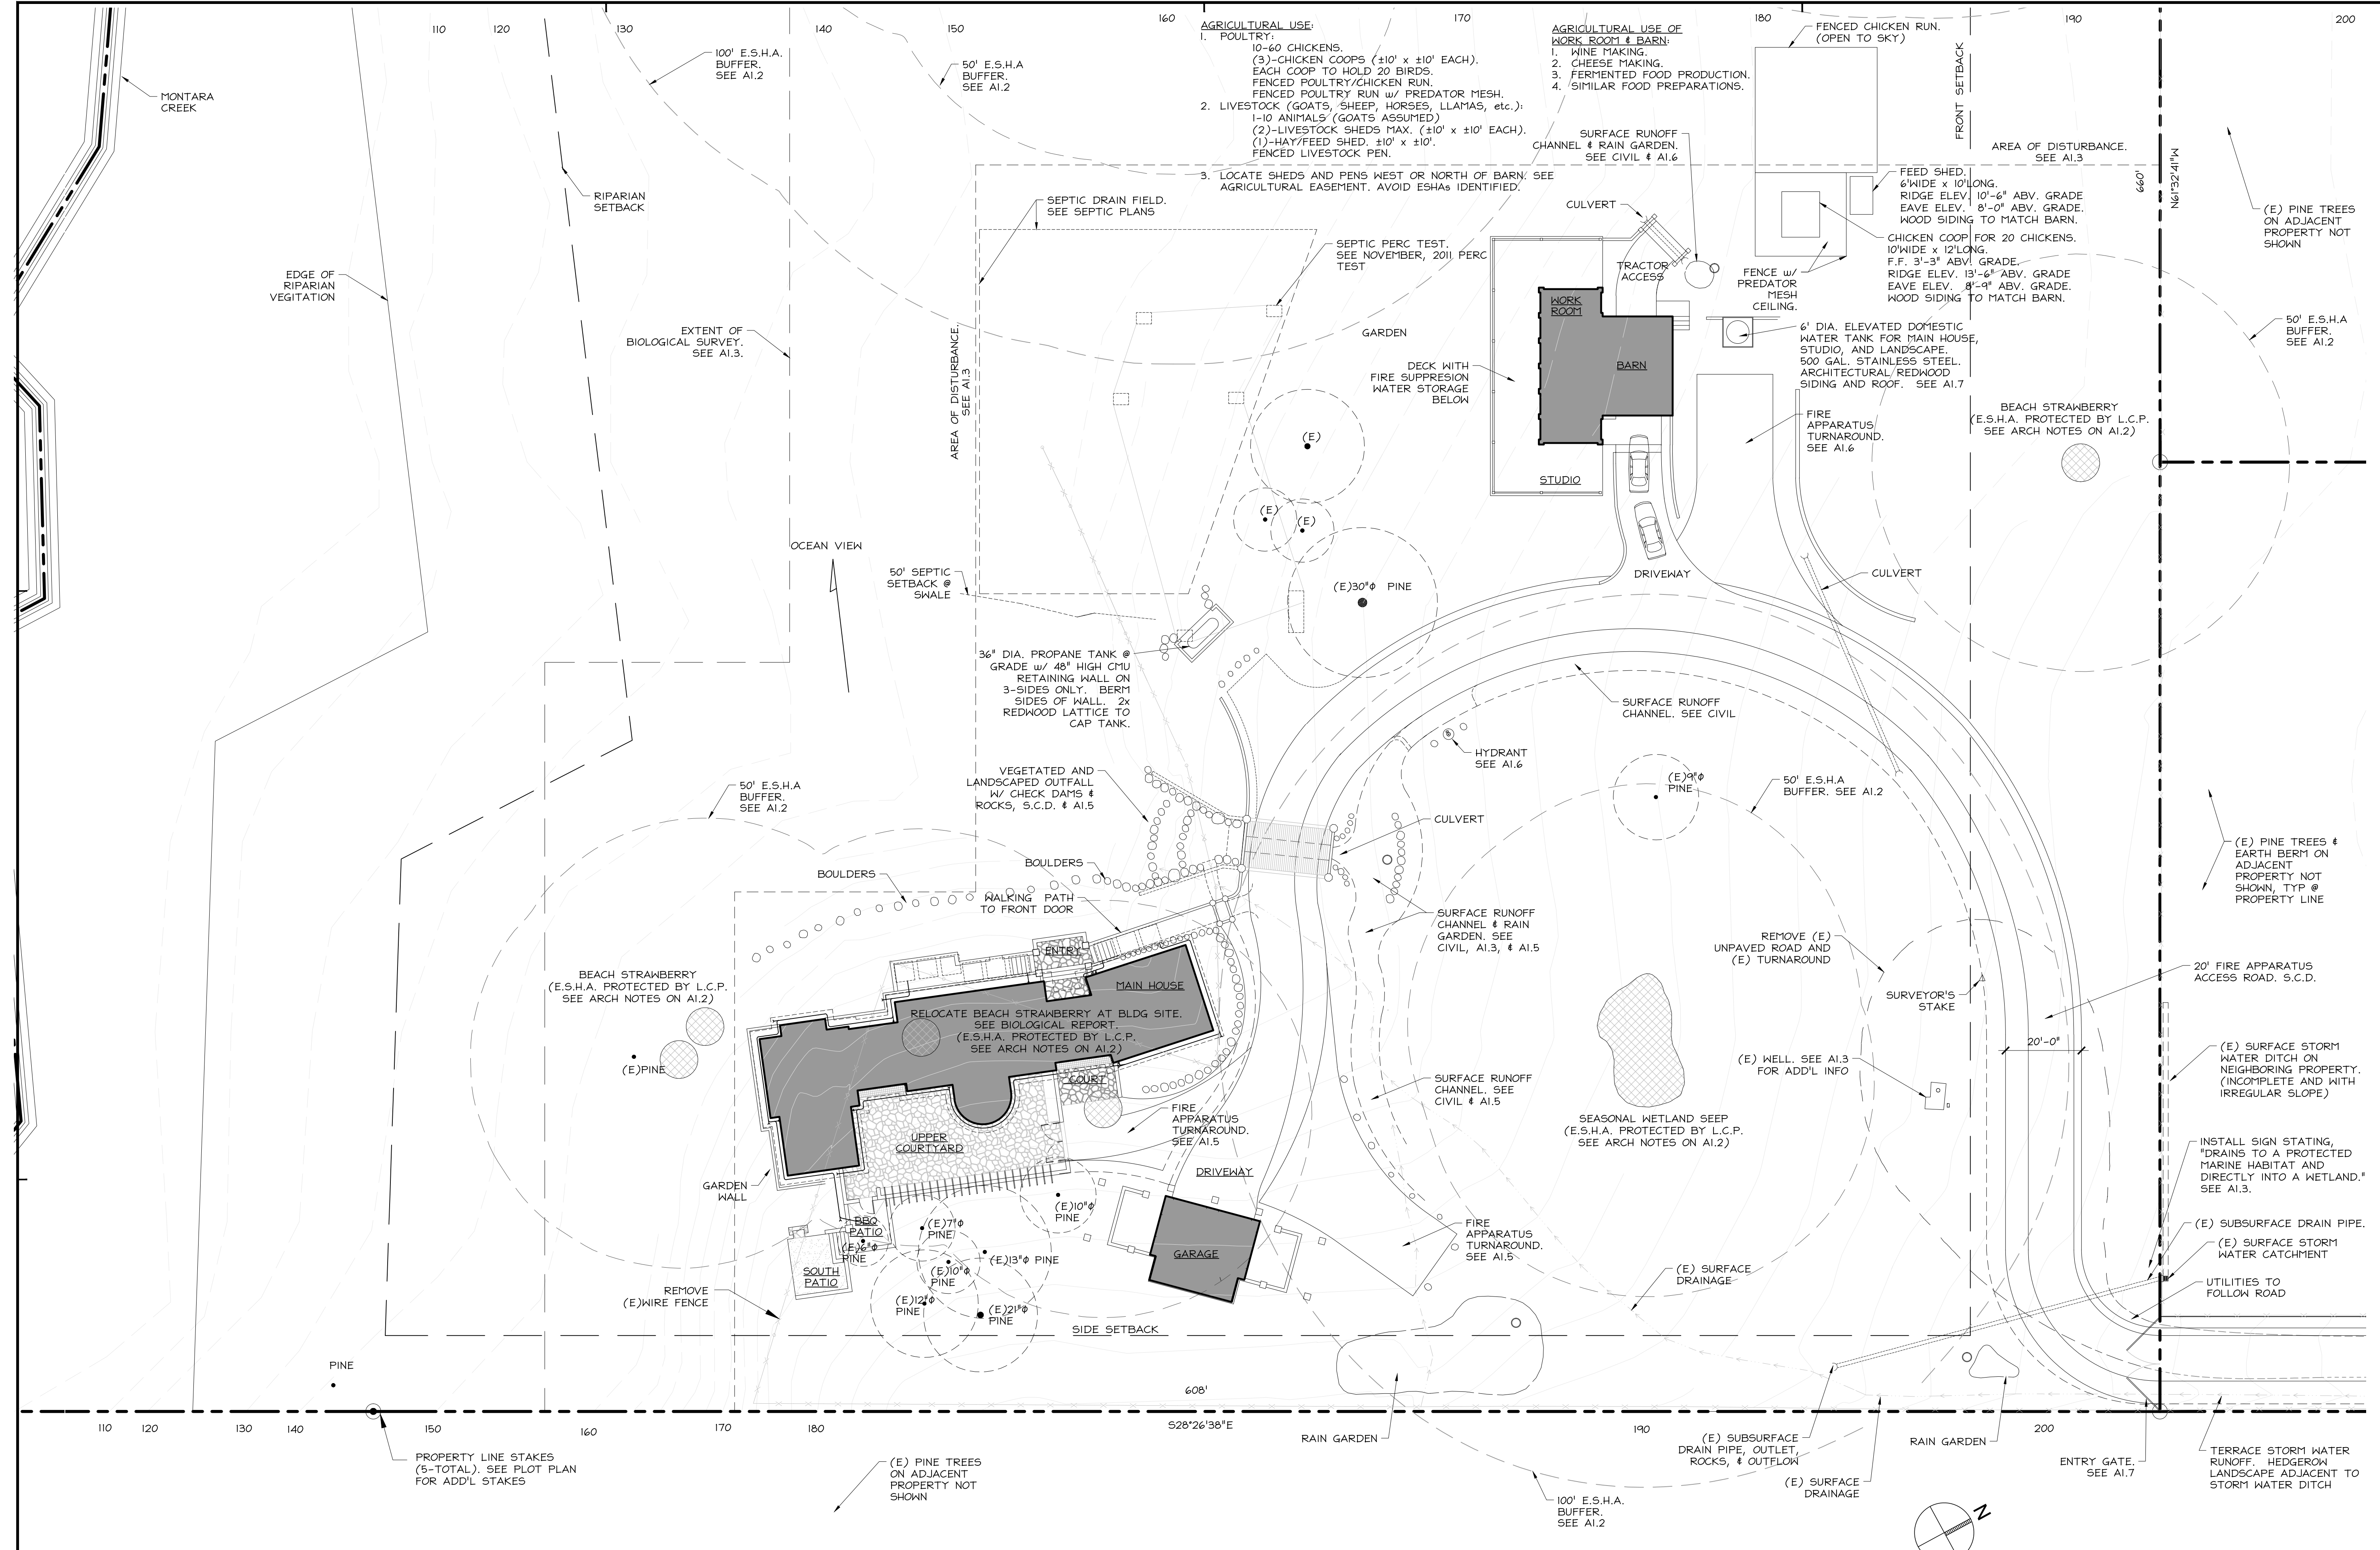 110
120
130
140
150
160
170
180
190
200
100' E.S.H.A.
BUFFER.
SEE A1.2
50' E.S.H.A
BUFFER.
SEE A1.2
AGRICULTURAL USE:
1. POULTRY:
10-60 CHICKENS.
(3)-CHICKEN COOPS (±10' x ±10' EACH).
EACH COOP TO HOLD 20 BIRDS.
FENCED POULTRY/CHICKEN RUN.
FENCED POULTRY RUN w/ PREDATOR MESH.
2. LIVESTOCK (GOATS, SHEEP, HORSES, LLAMAS, etc.):
1-10 ANIMALS (GOATS ASSUMED)
(2)-LIVESTOCK SHEDS MAX. (±10' x ±10' EACH).
(1)-HAY/FEED SHED. ±10' x ±10'.
FENCED LIVESTOCK PEN.
3. LOCATE SHEDS AND PENS WEST OR NORTH OF BARN. SEE
AGRICULTURAL EASEMENT. AVOID ESHAs IDENTIFIED.
AGRICULTURAL USE OF
WORK ROOM & BARN:
1. WINE MAKING.
2. CHEESE MAKING.
3. FERMENTED FOOD PRODUCTION.
4. SIMILAR FOOD PREPARATIONS.
FENCED CHICKEN RUN.
(OPEN TO SKY)
FRONT SETBACK
MONTARA
CREEK
SURFACE RUNOFF
CHANNEL & RAIN GARDEN.
SEE CIVIL & A1.6
AREA OF DISTURBANCE.
SEE A1.3
660'
N61°32'41"W
RIPARIAN
SETBACK
SEPTIC DRAIN FIELD.
SEE SEPTIC PLANS
CULVERT
FEED SHED.
6'WIDE x 10'LONG.
RIDGE ELEV. 10'-6" ABV. GRADE
EAVE ELEV. 8'-0" ABV. GRADE.
WOOD SIDING TO MATCH BARN.
(E) PINE TREES
ON ADJACENT
PROPERTY NOT
SHOWN
SEPTIC PERC TEST.
SEE NOVEMBER, 2011 PERC
TEST
CHICKEN COOP FOR 20 CHICKENS.
10'WIDE x 12'LONG.
F.F. 3'-3" ABV. GRADE.
RIDGE ELEV. 13'-6" ABV. GRADE
EAVE ELEV. 8'-9" ABV. GRADE.
WOOD SIDING TO MATCH BARN.
EDGE OF
RIPARIAN
VEGITATION
TRACTOR
ACCESS
FENCE w/
PREDATOR
MESH
CEILING.
WORK
ROOM
GARDEN
EXTENT OF
BIOLOGICAL SURVEY.
SEE A1.3.
AREA OF DISTURBANCE.
SEE A1.3
6' DIA. ELEVATED DOMESTIC
WATER TANK FOR MAIN HOUSE,
STUDIO, AND LANDSCAPE.
500 GAL. STAINLESS STEEL.
ARCHITECTURAL REDWOOD
SIDING AND ROOF. SEE A1.7
50' E.S.H.A
BUFFER.
SEE A1.2
DECK WITH
FIRE SUPPRESION
WATER STORAGE
BELOW
BARN
BEACH STRAWBERRY
(E.S.H.A. PROTECTED BY L.C.P.
SEE ARCH NOTES ON A1.2)
FIRE
APPARATUS
TURNAROUND.
SEE A1.6
(E)
STUDIO
(E)
(E)
OCEAN VIEW
50' SEPTIC
SETBACK @
SWALE
(E)30"ø PINE
DRIVEWAY
CULVERT
36" DIA. PROPANE TANK @
GRADE w/ 48" HIGH CMU
RETAINING WALL ON
3-SIDES ONLY. BERM
SIDES OF WALL. 2x
REDWOOD LATTICE TO
CAP TANK.
SURFACE RUNOFF
CHANNEL. SEE CIVIL
HYDRANT
SEE A1.6
VEGETATED AND
LANDSCAPED OUTFALL
W/ CHECK DAMS &
ROCKS, S.C.D. & A1.5
50' E.S.H.A
BUFFER.
SEE A1.2
(E)9"ø
PINE
50' E.S.H.A
BUFFER. SEE A1.2
CULVERT
(E) PINE TREES &
EARTH BERM ON
ADJACENT
PROPERTY NOT
SHOWN, TYP @
PROPERTY LINE
BOULDERS
BOULDERS
WALKING PATH
TO FRONT DOOR
SURFACE RUNOFF
CHANNEL & RAIN
GARDEN. SEE
CIVIL, A1.3, & A1.5
REMOVE (E)
UNPAVED ROAD AND
(E) TURNAROUND
ENTRY
BEACH STRAWBERRY
(E.S.H.A. PROTECTED BY L.C.P.
SEE ARCH NOTES ON A1.2)
MAIN HOUSE
SURVEYOR'S
STAKE
20' FIRE APPARATUS
ACCESS ROAD. S.C.D.
RELOCATE BEACH STRAWBERRY AT BLDG SITE.
SEE BIOLOGICAL REPORT.
(E.S.H.A. PROTECTED BY L.C.P.
SEE ARCH NOTES ON A1.2)
20'-0"
(E)PINE
COURT
SURFACE RUNOFF
CHANNEL. SEE
CIVIL & A1.5
(E) WELL. SEE A1.3
FOR ADD'L INFO
(E) SURFACE STORM
WATER DITCH ON
NEIGHBORING PROPERTY.
(INCOMPLETE AND WITH
IRREGULAR SLOPE)
FIRE
APPARATUS
TURNAROUND.
SEE A1.5
SEASONAL WETLAND SEEP
(E.S.H.A. PROTECTED BY L.C.P.
SEE ARCH NOTES ON A1.2)
UPPER
COURTYARD
DRIVEWAY
INSTALL SIGN STATING,
"DRAINS TO A PROTECTED
MARINE HABITAT AND
DIRECTLY INTO A WETLAND."
SEE A1.3.
GARDEN
WALL
(E)10"ø
PINE
BBQ
PATIO
(E)7"ø
PINE
(E)6"ø
PINE
(E)13"ø PINE
GARAGE
FIRE
APPARATUS
TURNAROUND.
SEE A1.5
(E) SUBSURFACE DRAIN PIPE.
(E) SURFACE STORM
WATER CATCHMENT
SOUTH
PATIO
(E)10"ø
PINE
(E) SURFACE
DRAINAGE
UTILITIES TO
FOLLOW ROAD
REMOVE
(E)WIRE FENCE
(E)12"ø
PINE
(E)21"ø
PINE
SIDE SETBACK
PINE
608'
S28°26'38"E
110
120
130
140
150
160
170
180
190
200
RAIN GARDEN
(E) SUBSURFACE
DRAIN PIPE, OUTLET,
ROCKS, & OUTFLOW
RAIN GARDEN
PROPERTY LINE STAKES
(5-TOTAL). SEE PLOT PLAN
FOR ADD'L STAKES
(E) PINE TREES
ON ADJACENT
PROPERTY NOT
SHOWN
(E) SURFACE
DRAINAGE
ENTRY GATE.
SEE A1.7
TERRACE STORM WATER
RUNOFF. HEDGEROW
LANDSCAPE ADJACENT TO
STORM WATER DITCH
100' E.S.H.A.
BUFFER.
SEE A1.2
N